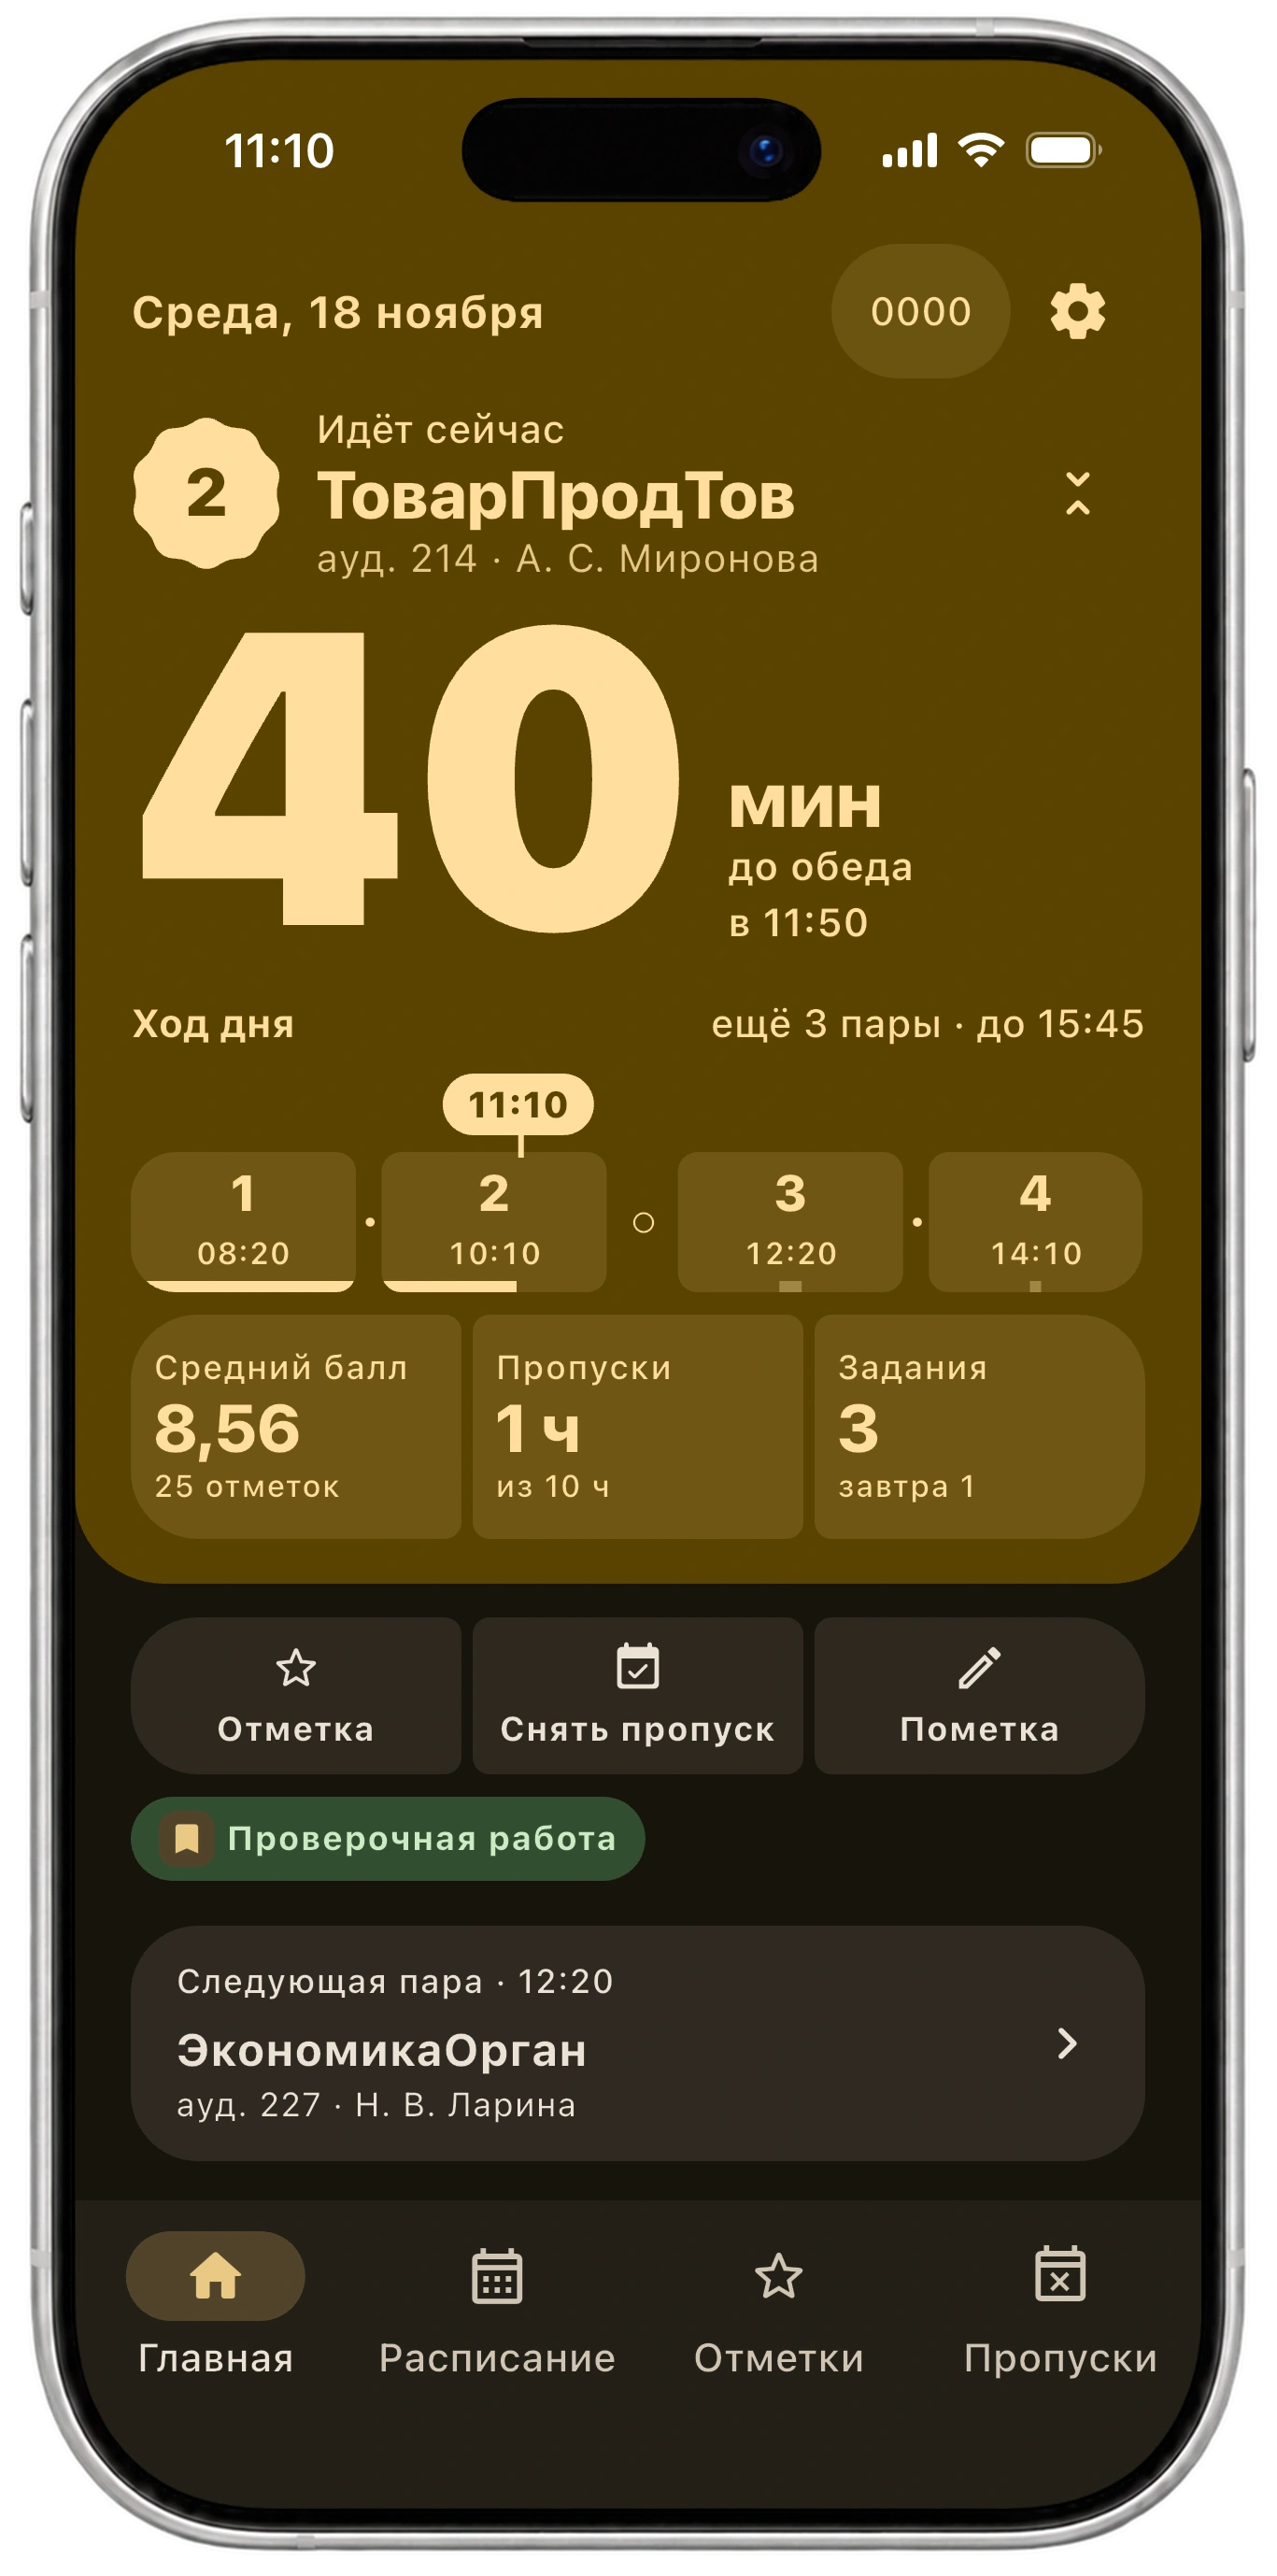 11:10
Среда, 18 ноября
0000
2
Идёт сейчас
ТоварПродТов
ауд. 214 · А. С. Миронова
40
мин
до обеда
в 11:50
Ход дня
ещё 3 пары · до 15:45
11:10
1
08:20
2
10:10
3
12:20
4
14:10
Средний балл
8,56
25 отметок
Пропуски
1 ч
из 10 ч
Задания
3
завтра 1
Отметка
Снять пропуск
Пометка
Проверочная работа
Следующая пара · 12:20
ЭкономикаОрган
ауд. 227 · Н. В. Ларина
Главная
Расписание
Отметки
Пропуски